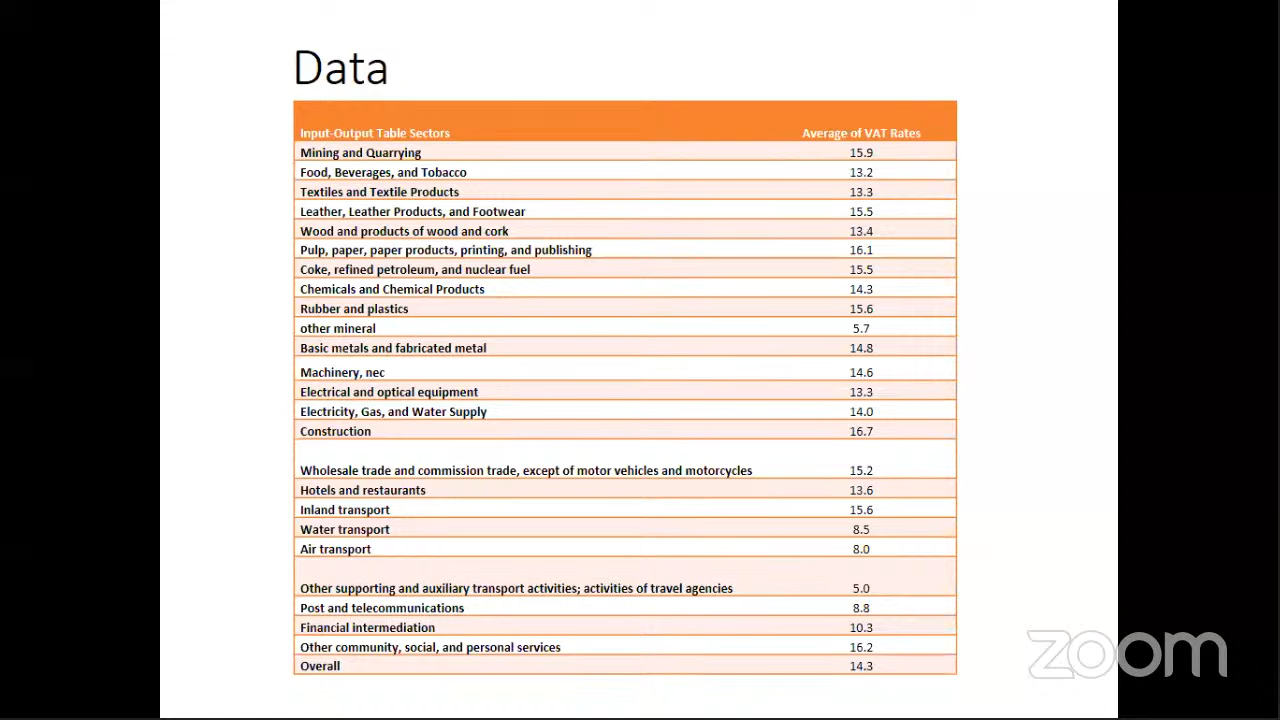 Data
Input-Output Table Sectors Average of VAT Rates
Mining and Quarrying 15.9
Food, Beverages, and Tobacco 13.2
Textiles and Textile Products 13.3
Leather, Leather Products, and Footwear 15.5
Wood and products of wood and cork 13.4
Pulp, paper, paper products, printing, and publishing 16.1
Coke, refined petroleum, and nuclear fuel 15.5
Chemicals and Chemical Products 14.3
Rubber and plastics 15.6
other mineral 5.7
Basic metals and fabricated metal 14.8
Machinery, nec 14.6
Electrical and optical equipment 13.3
Electricity, Gas, and Water Supply 14.0
Construction 16.7
Wholesale trade and commission trade, except of motor vehicles and motorcycles 15.2
Hotels and restaurants 13.6
Inland transport 15.6
Water transport 8.5
Air transport 8.0
Other supporting and auxiliary transport activities; activities of travel agencies 5.0
Post and telecommunications 8.8
Financial intermediation 10.3
Other community, social, and personal services 16.2
Overall 14.3
zoom